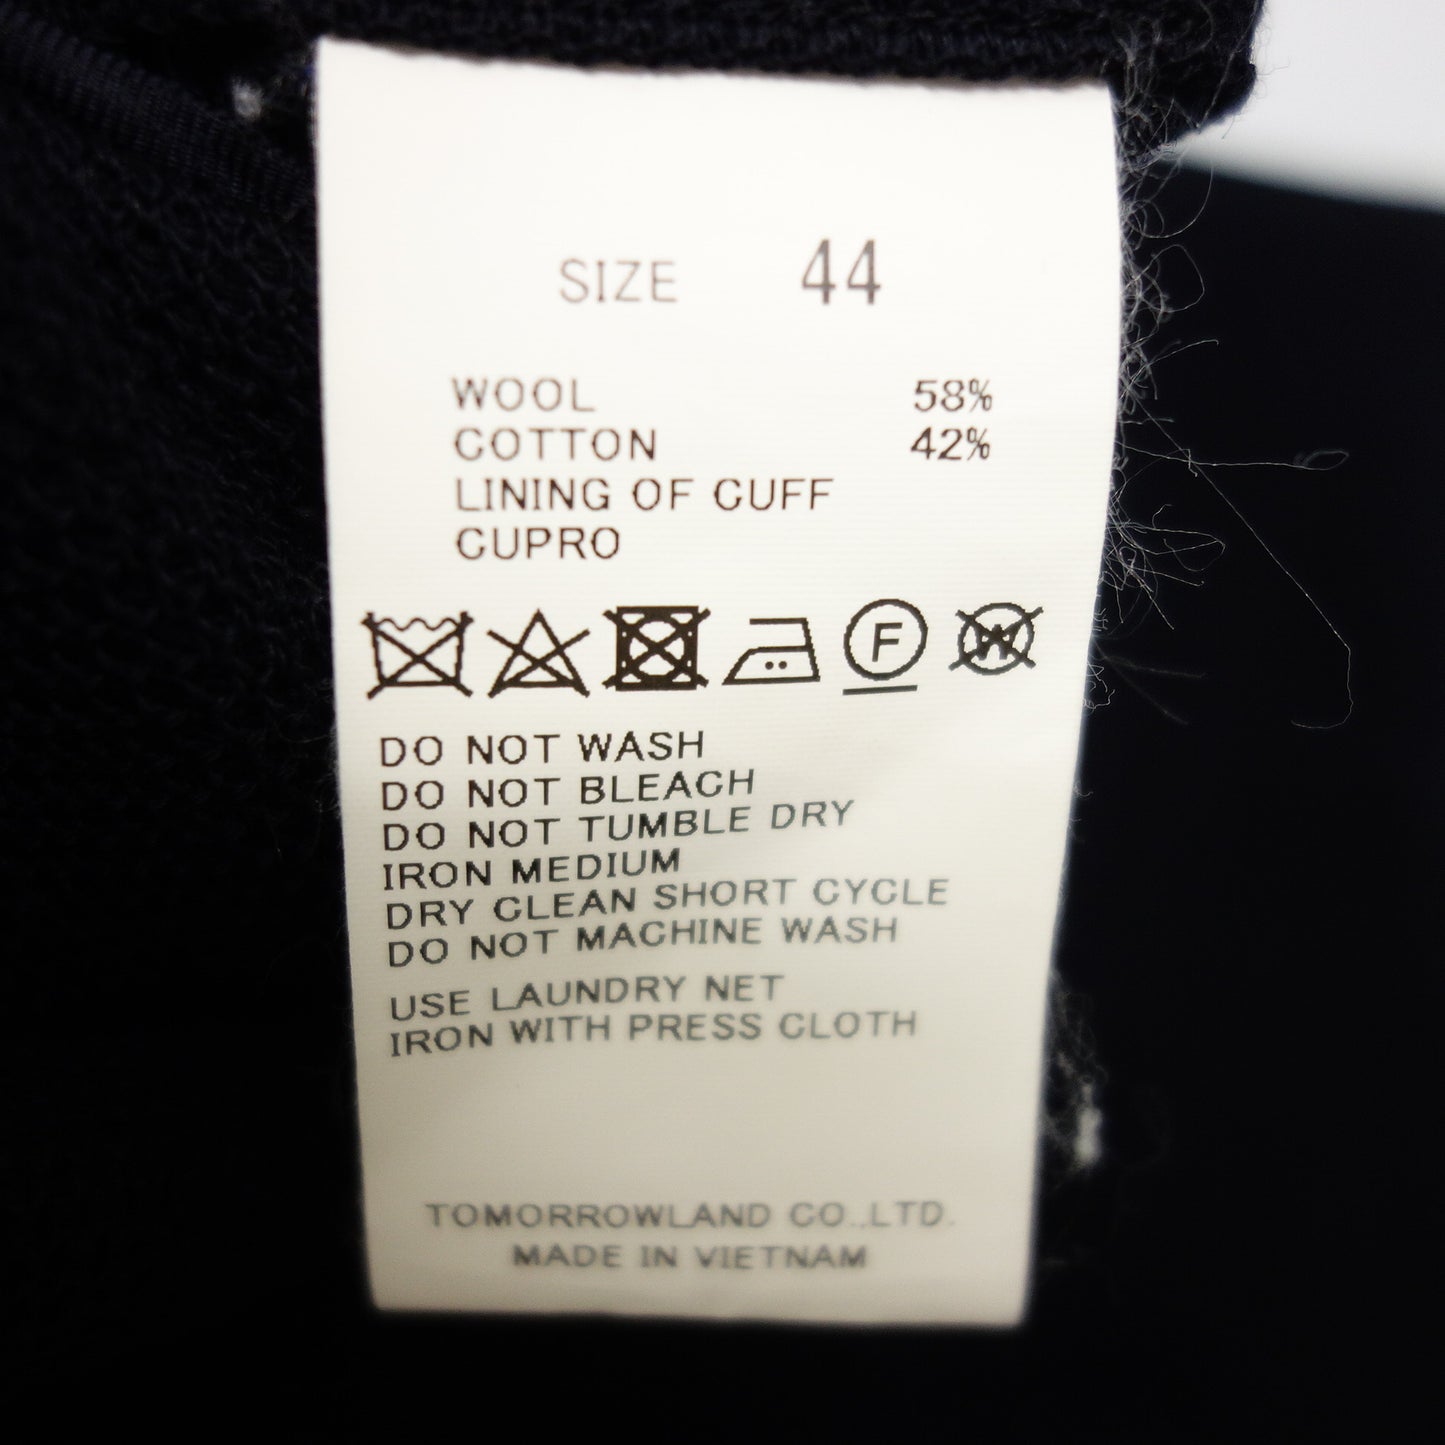 SIZE 44
WOOL 58%
COTTON 42%
LINING OF CUFF
CUPRO
F W
DO NOT WASH
DO NOT BLEACH
DO NOT TUMBLE DRY
IRON MEDIUM
DRY CLEAN SHORT CYCLE
DO NOT MACHINE WASH
USE LAUNDRY NET
IRON WITH PRESS CLOTH
TOMORROWLAND CO.,LTD.
MADE IN VIETNAM